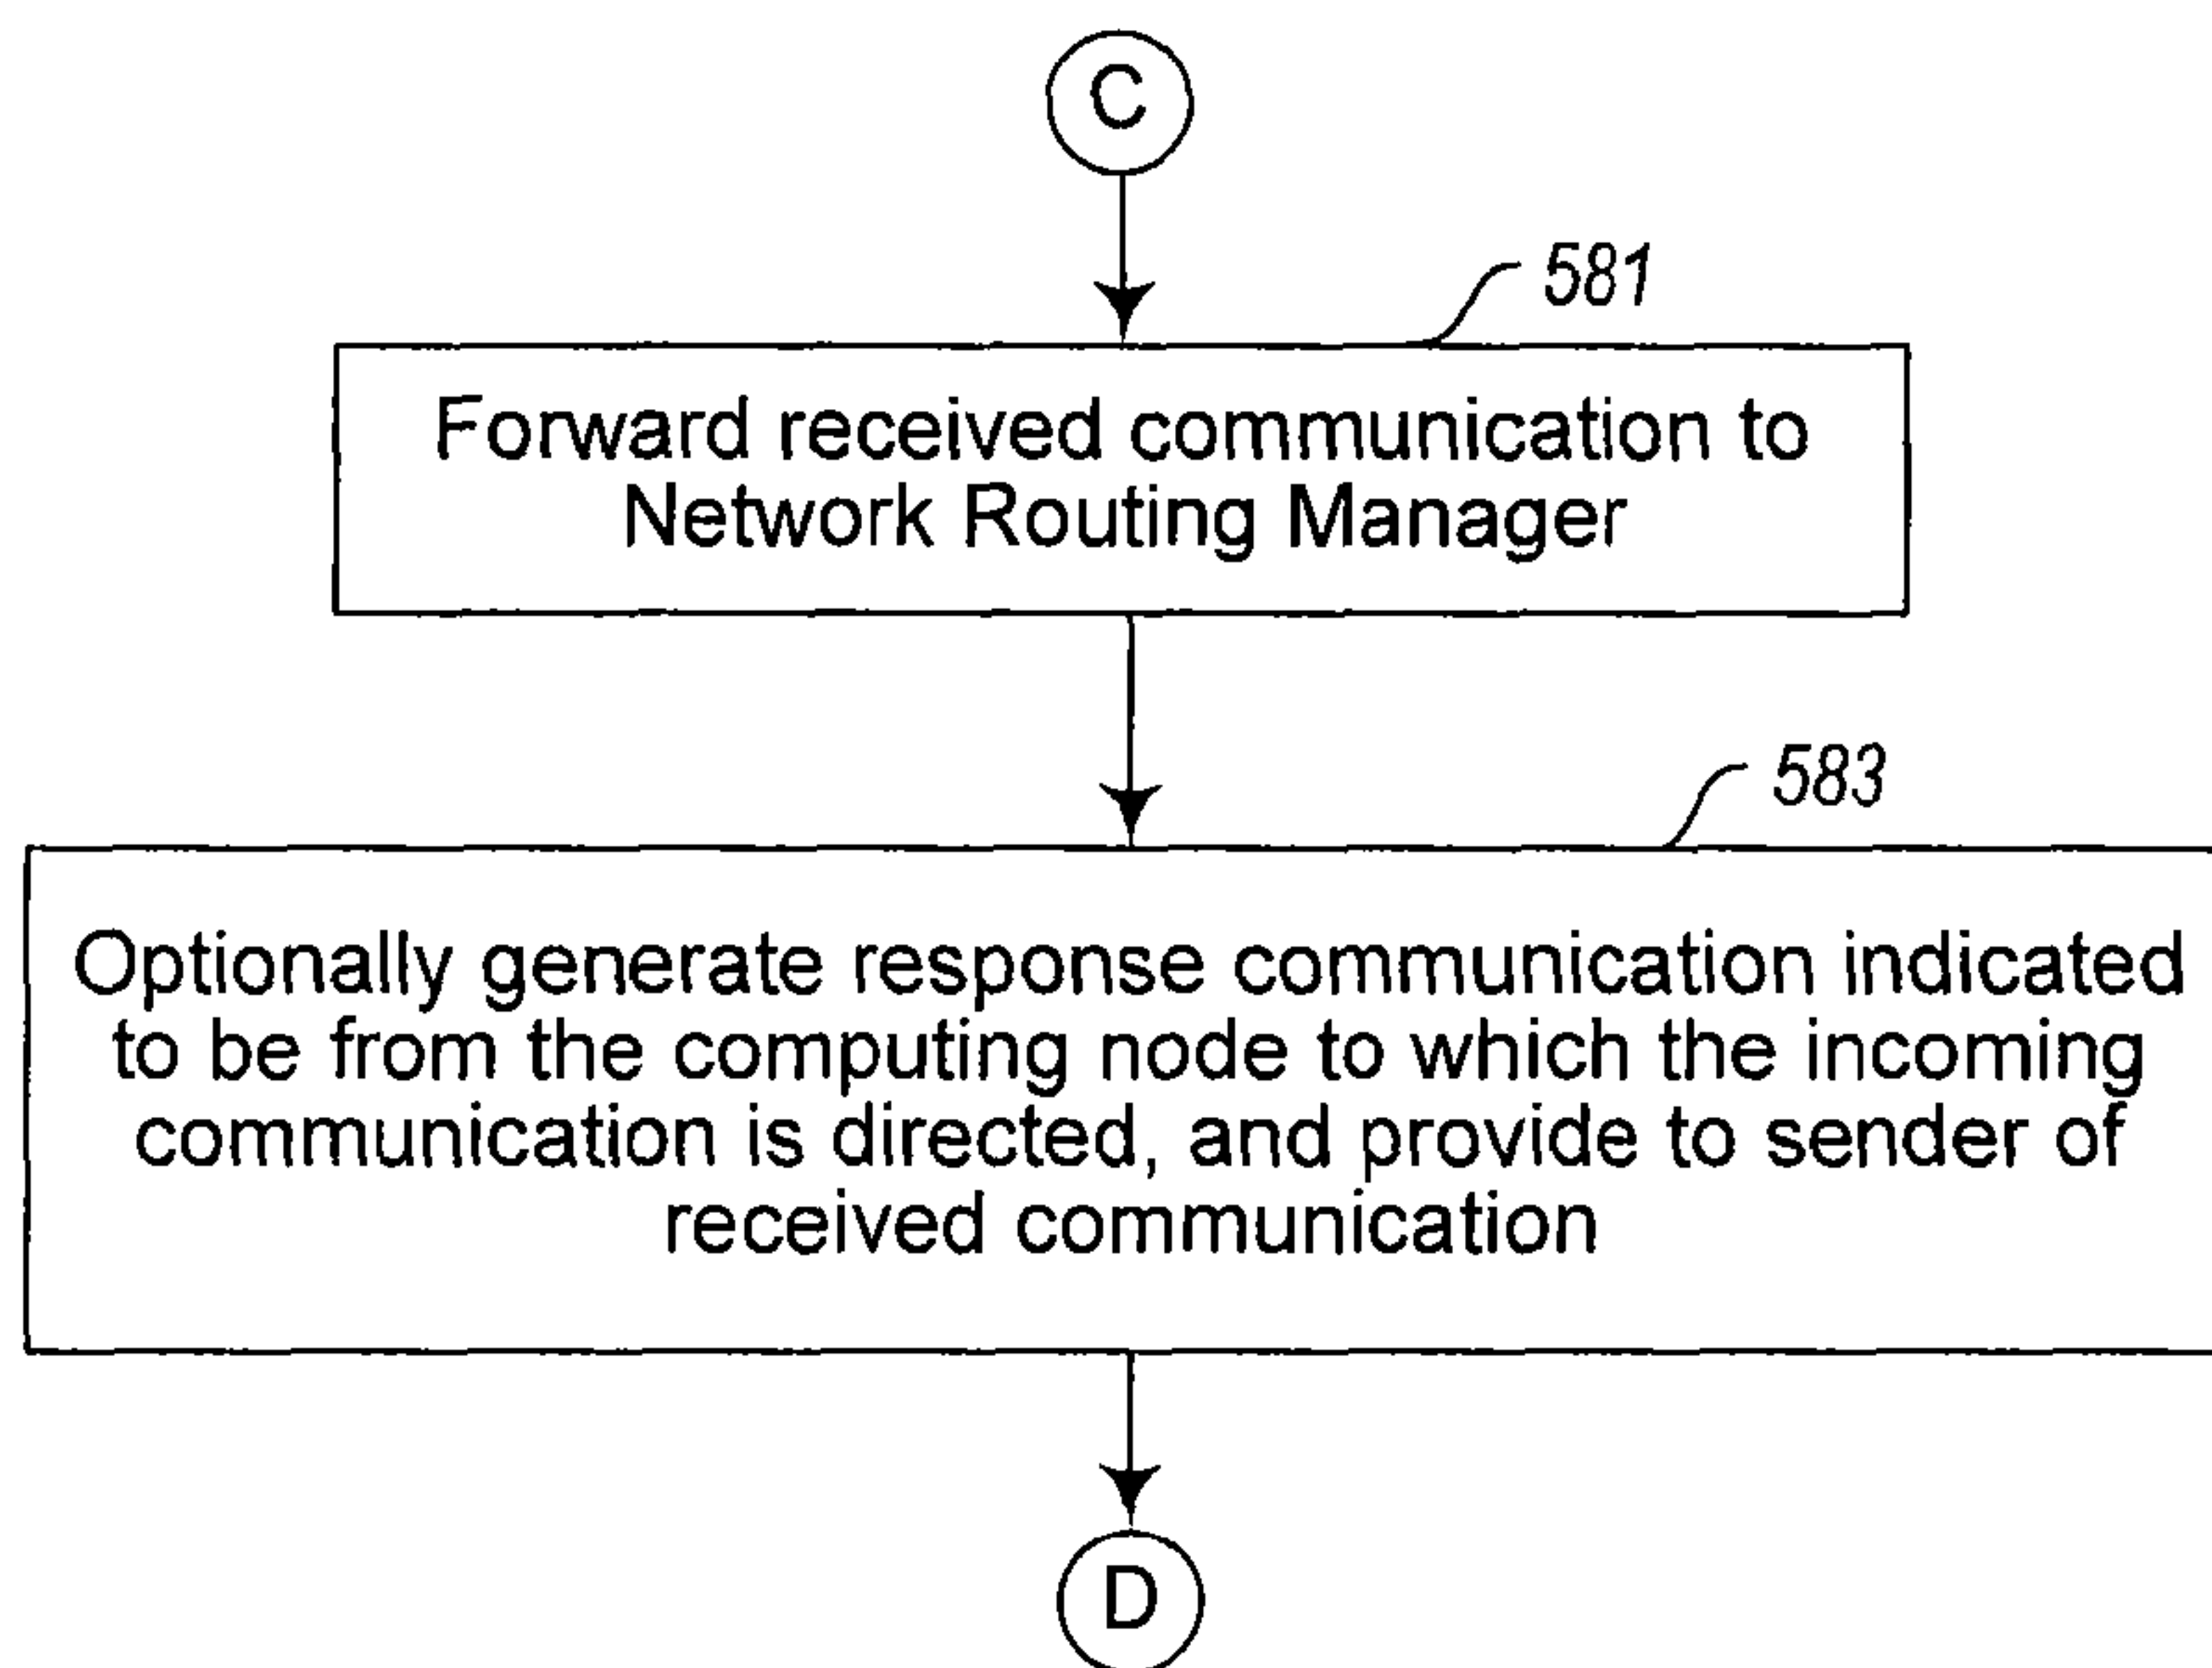 C
581
Forward received communication to
Network Routing Manager
583
Optionally generate response communication indicated
to be from the computing node to which the incoming
communication is directed, and provide to sender of
received communication
D